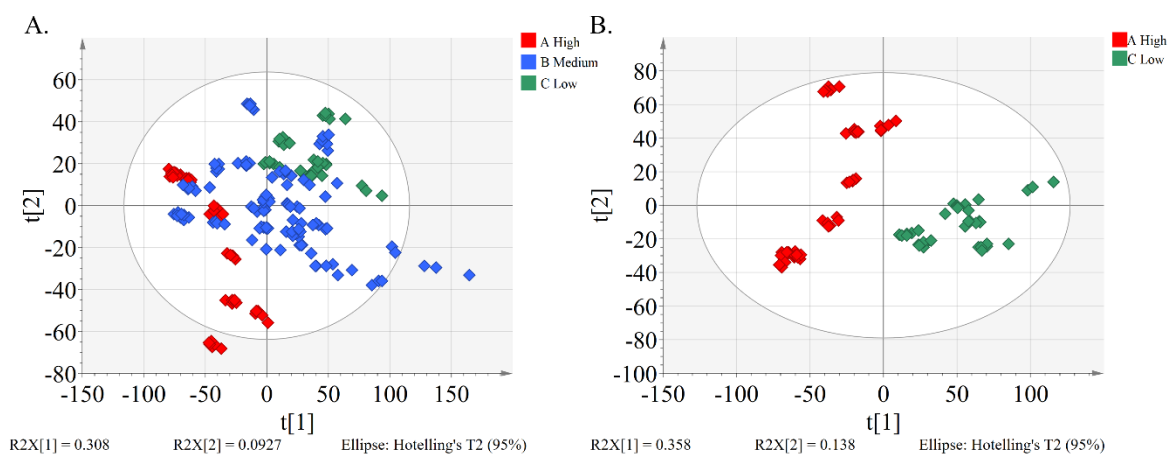 A.
A High
B Medium
C Low
t[2]
60
40
20
0
-20
-40
-60
-80
-150
-100
-50
0
50
100
150
t[1]
R2X[1] = 0.308
R2X[2] = 0.0927
Ellipse: Hotelling's T2 (95%)
B.
A High
C Low
t[2]
80
60
40
20
0
-20
-40
-60
-80
-100
-100
-50
0
50
100
t[1]
R2X[1] = 0.358
R2X[2] = 0.138
Ellipse: Hotelling's T2 (95%)